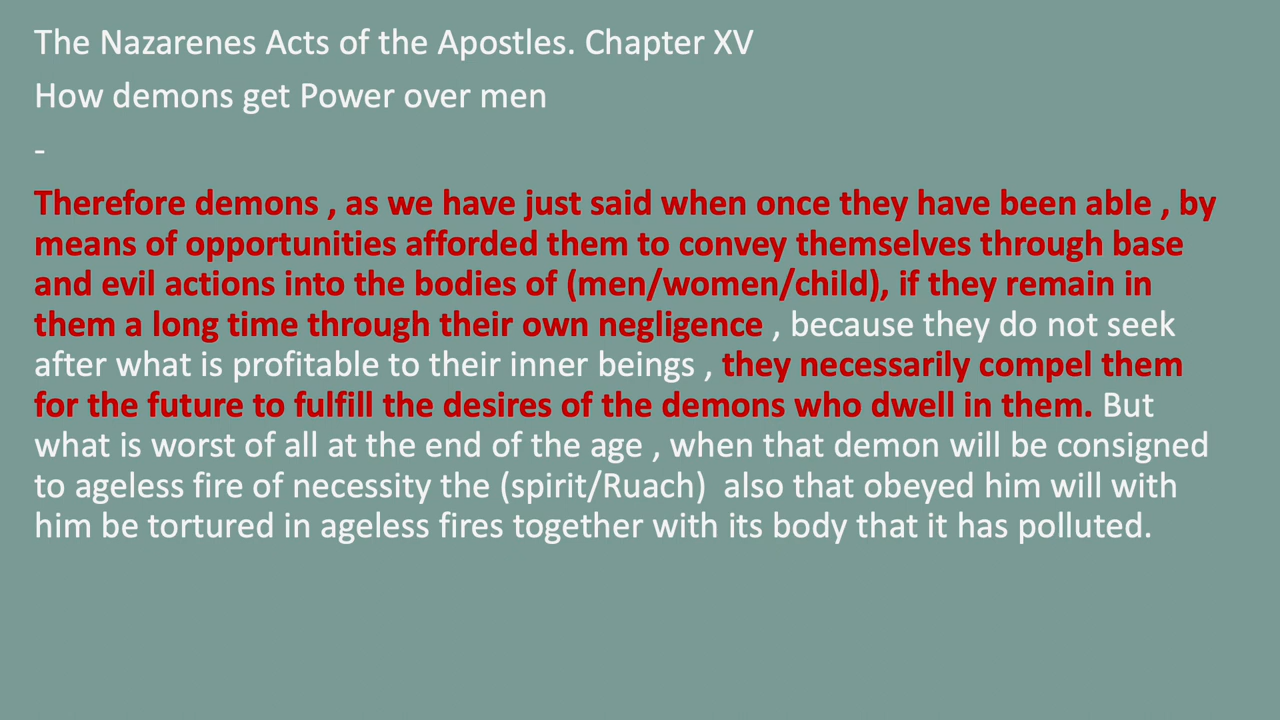 The Nazarenes Acts of the Apostles. Chapter XV
How demons get Power over men
-
Therefore demons , as we have just said when once they have been able , by
means of opportunities afforded them to convey themselves through base
and evil actions into the bodies of (men/women/child), if they remain in
them a long time through their own negligence , because they do not seek
after what is profitable to their inner beings , they necessarily compel them
for the future to fulfill the desires of the demons who dwell in them. But
what is worst of all at the end of the age , when that demon will be consigned
to ageless fire of necessity the (spirit/Ruach)  also that obeyed him will with
him be tortured in ageless fires together with its body that it has polluted.